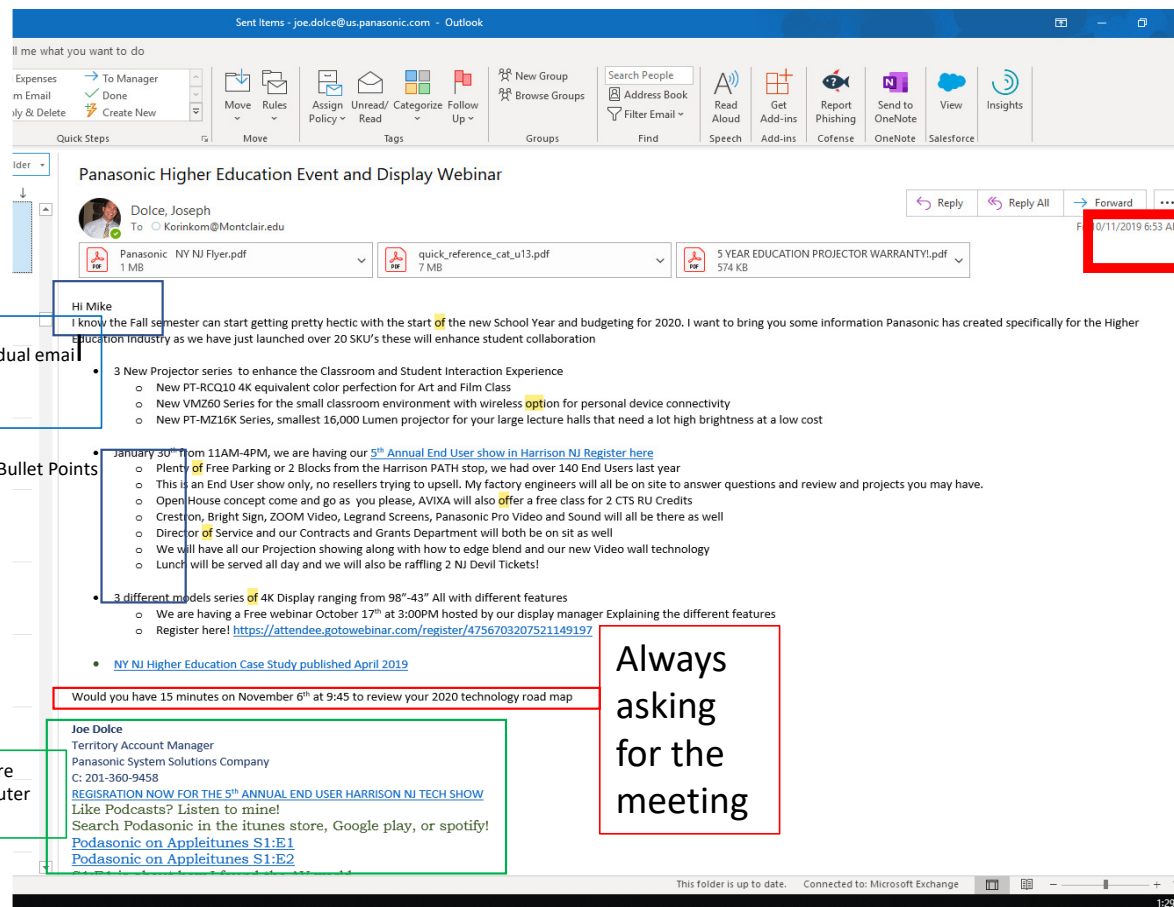 Sent Items - joe.dolce@us.panasonic.com - Outlook
ll me what you want to do
Expenses
To Manager
m Email
Done
ply & Delete
Create New
Quick Steps
Move
Rules
Move
Assign Policy
Unread/ Read
Categorize
Follow Up
Tags
New Group
Browse Groups
Groups
Search People
Address Book
Filter Email
Find
Read Aloud
Speech
Get Add-ins
Add-ins
Report Phishing
Cofense
Send to OneNote
OneNote
View
Salesforce
Insights
lder
Panasonic Higher Education Event and Display Webinar
Dolce, Joseph
To Korinkom@Montclair.edu
Reply
Reply All
Forward
10/11/2019 6:53 A
Panasonic NY NJ Flyer.pdf
1 MB
quick_reference_cat_u13.pdf
7 MB
5 YEAR EDUCATION PROJECTOR WARRANTY!.pdf
574 KB
Hi Mike
I know the Fall semester can start getting pretty hectic with the start of the new School Year and budgeting for 2020. I want to bring you some information Panasonic has created specifically for the Higher
Education Industry as we have just launched over 20 SKU's these will enhance student collaboration
dual emai
• 3 New Projector series to enhance the Classroom and Student Interaction Experience
o New PT-RCQ10 4K equivalent color perfection for Art and Film Class
o New VMZ60 Series for the small classroom environment with wireless option for personal device connectivity
o New PT-MZ16K Series, smallest 16,000 Lumen projector for your large lecture halls that need a lot high brightness at a low cost
Bullet Points
• January 30th from 11AM-4PM, we are having our 5th Annual End User show in Harrison NJ Register here
o Plenty of Free Parking or 2 Blocks from the Harrison PATH stop, we had over 140 End Users last year
o This is an End User show only, no resellers trying to upsell. My factory engineers will all be on site to answer questions and review and projects you may have.
o Open House concept come and go as you please, AVIXA will also offer a free class for 2 CTS RU Credits
o Crestron, Bright Sign, ZOOM Video, Legrand Screens, Panasonic Pro Video and Sound will all be there as well
o Director of Service and our Contracts and Grants Department will both be on sit as well
o We will have all our Projection showing along with how to edge blend and our new Video wall technology
o Lunch will be served all day and we will also be raffling 2 NJ Devil Tickets!
• 3 different models series of 4K Display ranging from 98"-43" All with different features
o We are having a Free webinar October 17th at 3:00PM hosted by our display manager Explaining the different features
o Register here! https://attendee.gotowebinar.com/register/4756703207521149197
• NY NJ Higher Education Case Study published April 2019
Would you have 15 minutes on November 6th at 9:45 to review your 2020 technology road map
Always
asking
for the
meeting
Joe Dolce
Territory Account Manager
Panasonic System Solutions Company
C: 201-360-9458
re
uter
REGISRATION NOW FOR THE 5th ANNUAL END USER HARRISON NJ TECH SHOW
Like Podcasts? Listen to mine!
Search Podasonic in the itunes store, Google play, or spotify!
Podasonic on Appleitunes S1:E1
Podasonic on Appleitunes S1:E2
This folder is up to date. Connected to: Microsoft Exchange